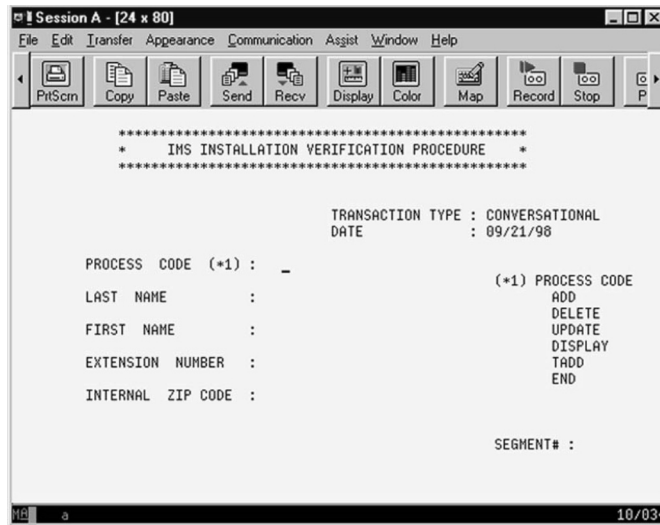 Session A - [24 x 80]
File Edit Transfer Appearance Communication Assist Window Help
PrtScrn Copy Paste Send Recv Display Color Map Record Stop P
***************************************************
* IMS INSTALLATION VERIFICATION PROCEDURE *
***************************************************
TRANSACTION TYPE : CONVERSATIONAL
DATE : 09/21/98
PROCESS CODE (*1) : _
(*1) PROCESS CODE
LAST NAME :
ADD
DELETE
FIRST NAME :
UPDATE
DISPLAY
EXTENSION NUMBER :
TADD
END
INTERNAL ZIP CODE :
SEGMENT# :
MA a 10/03